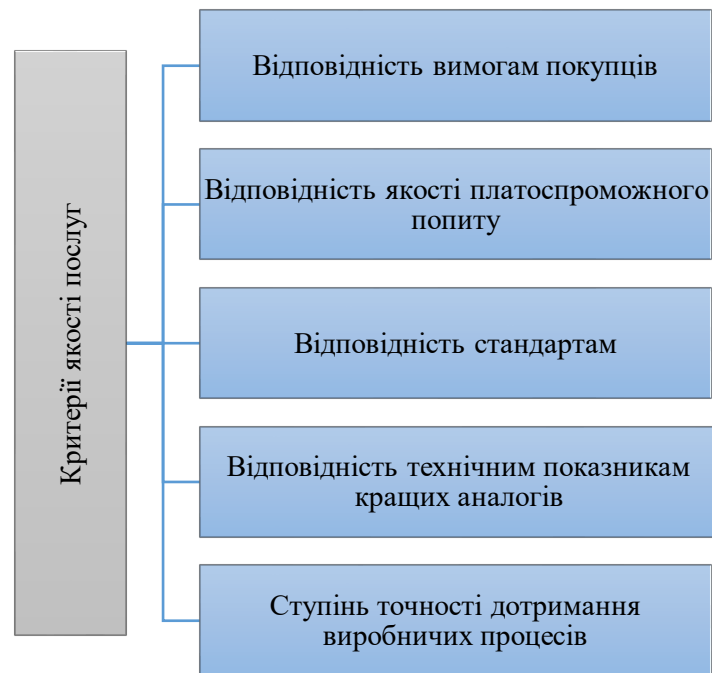 Критерії якості послуг
Відповідність вимогам покупців
Відповідність якості платоспроможного
попиту
Відповідність стандартам
Відповідність технічним показникам
кращих аналогів
Ступінь точності дотримання
виробничих процесів